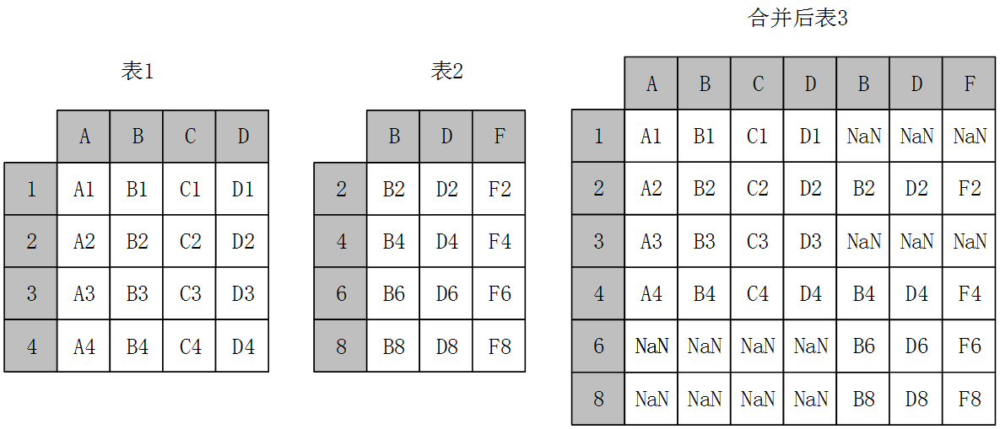 表1
A B C D
1 A1 B1 C1 D1
2 A2 B2 C2 D2
3 A3 B3 C3 D3
4 A4 B4 C4 D4
表2
B D F
2 B2 D2 F2
4 B4 D4 F4
6 B6 D6 F6
8 B8 D8 F8
合并后表3
A B C D B D F
1 A1 B1 C1 D1 NaN NaN NaN
2 A2 B2 C2 D2 B2 D2 F2
3 A3 B3 C3 D3 NaN NaN NaN
4 A4 B4 C4 D4 B4 D4 F4
6 NaN NaN NaN NaN B6 D6 F6
8 NaN NaN NaN NaN B8 D8 F8